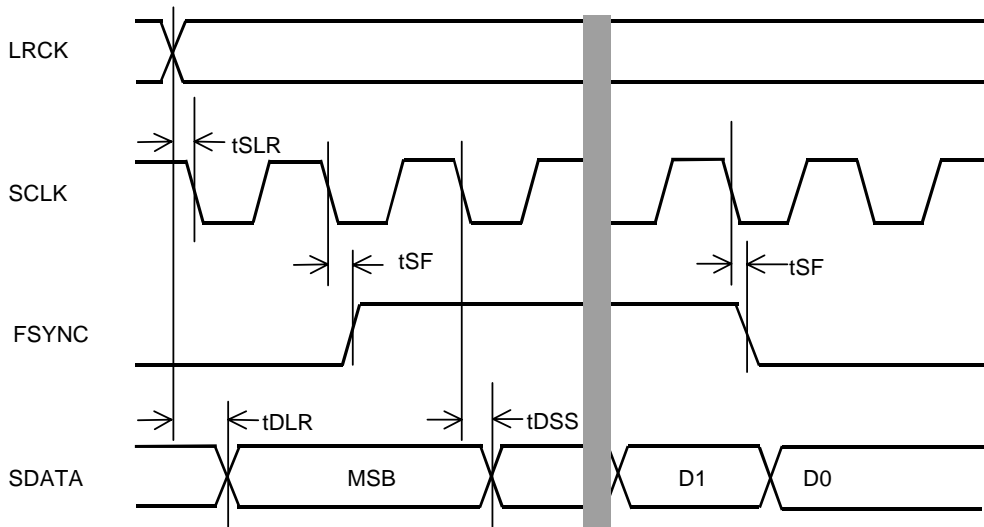 LRCK
tSLR
SCLK
tSF
tSF
FSYNC
tDLR
tDSS
SDATA
MSB
D1
D0